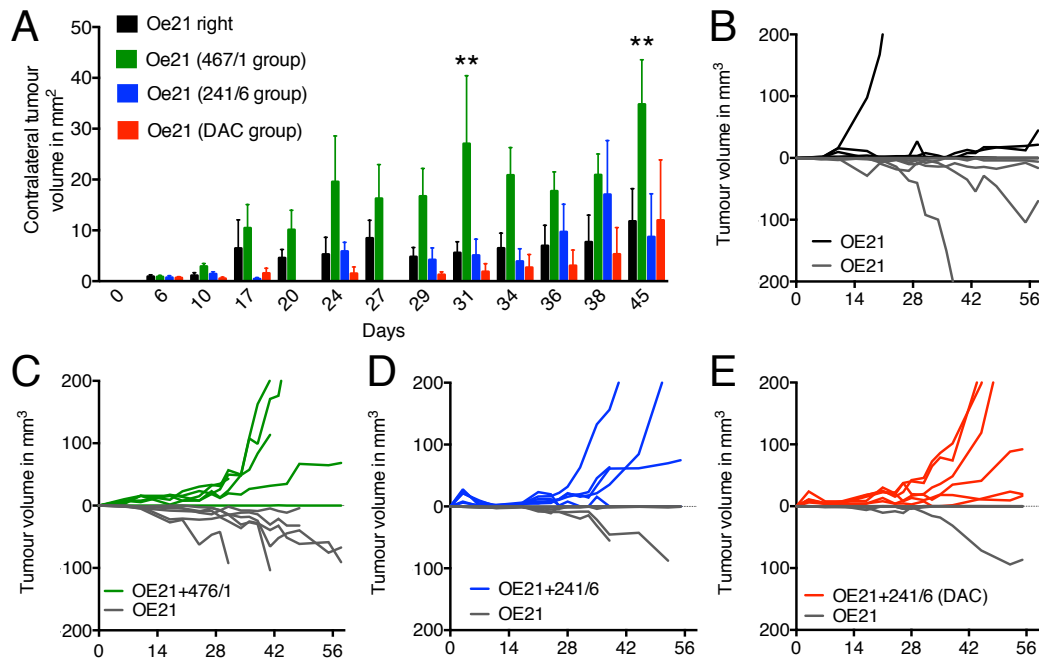 A
Contralateral tumour
volume in mm²
50
40
30
20
10
0
Oe21 right
Oe21 (467/1 group)
Oe21 (241/6 group)
Oe21 (DAC group)
**
**
0 6 10 17 20 24 27 29 31 34 36 38 45
Days
B
Tumour volume in mm³
200
100
0
100
200
OE21
OE21
0 14 28 42 56
C
Tumour volume in mm³
200
100
0
100
200
OE21+476/1
OE21
0 14 28 42 56
D
Tumour volume in mm³
200
100
0
100
200
OE21+241/6
OE21
0 14 28 42 56
E
Tumour volume in mm³
200
100
0
100
200
OE21+241/6 (DAC)
OE21
0 14 28 42 56